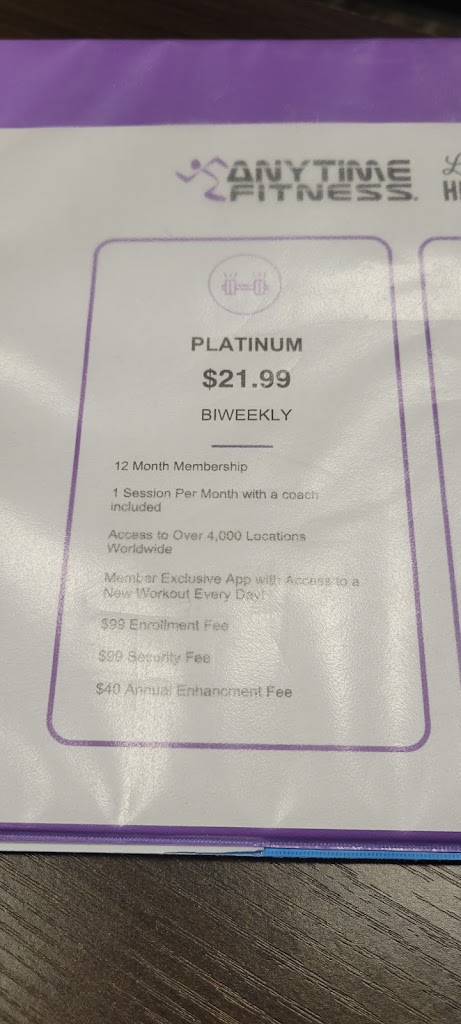 ANYTIME
FITNESS.
PLATINUM
$21.99
BIWEEKLY
12 Month Membership
1 Session Per Month with a coach
included
Access to Over 4,000 Locations
Worldwide
Member Exclusive App with Access to a
New Workout Every Day!
$99 Enrollment Fee
$99 Security Fee
$40 Annual Enhancment Fee